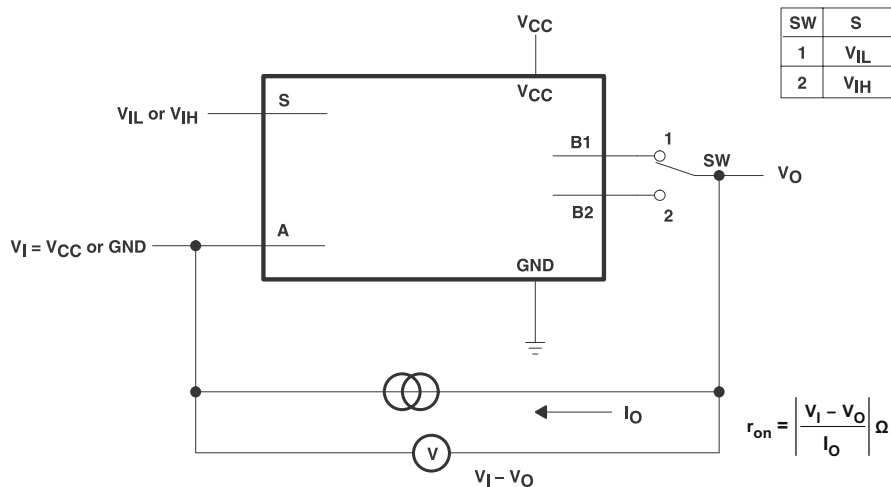 VCC
SW S
1 VIL
2 VIH
VCC
S
VIL or VIH
B1
1
SW
VO
B2
2
A
VI = VCC or GND
GND
IO
ron = | VI – VO / IO | Ω
V
VI – VO